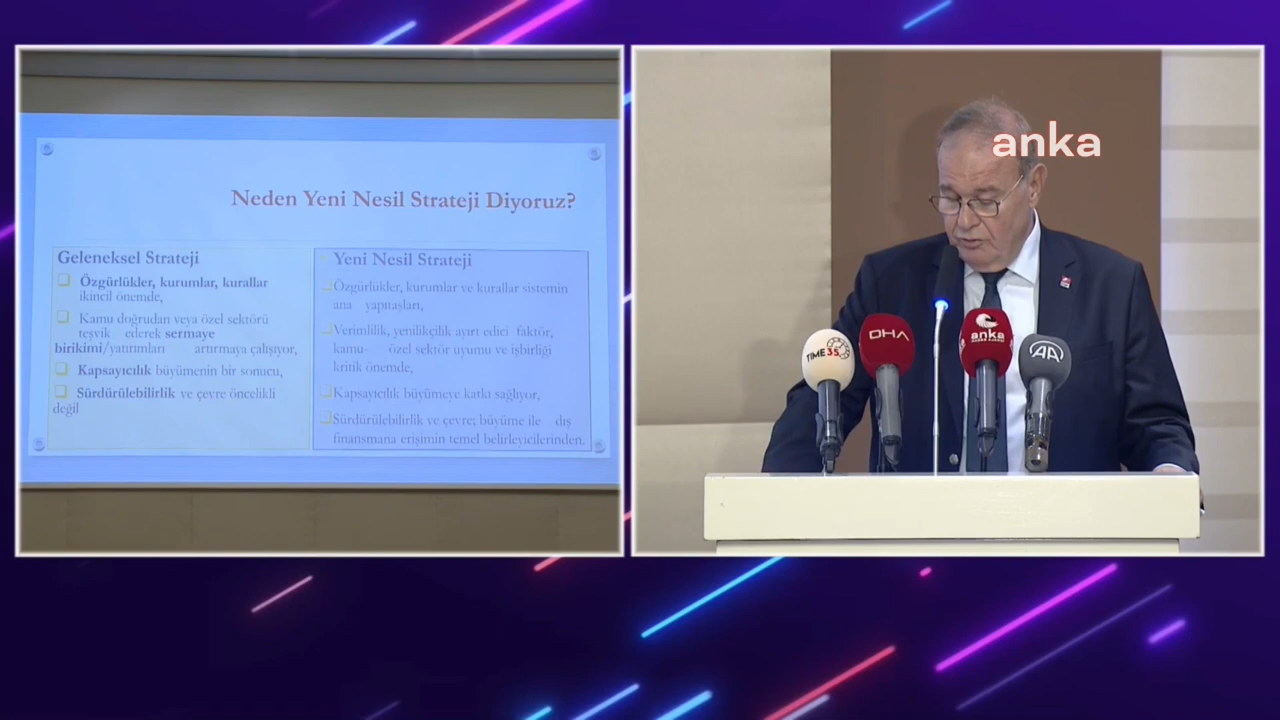 Neden Yeni Nesil Strateji Diyoruz?
Geleneksel Strateji
Özgürlükler, kurumlar, kurallar
ikincil önemde,
Kamu doğrudan veya özel sektörü
teşvik ederek sermaye
birikimi/yatırımları artırmaya çalışıyor,
Kapsayıcılık büyümenin bir sonucu,
Sürdürülebilirlik ve çevre öncelikli
değil
Yeni Nesil Strateji
Özgürlükler, kurumlar ve kurallar sistemin
ana yapıtaşları,
Verimlilik, yenilikçilik ayırt edici faktör,
kamu- özel sektör uyumu ve işbirliği
kritik önemde,
Kapsayıcılık büyümeye katkı sağlıyor,
Sürdürülebilirlik ve çevre; büyüme ile dış
finansmana erişimin temel belirleyicilerinden.
anka
TIME35
DHA
anka
AA